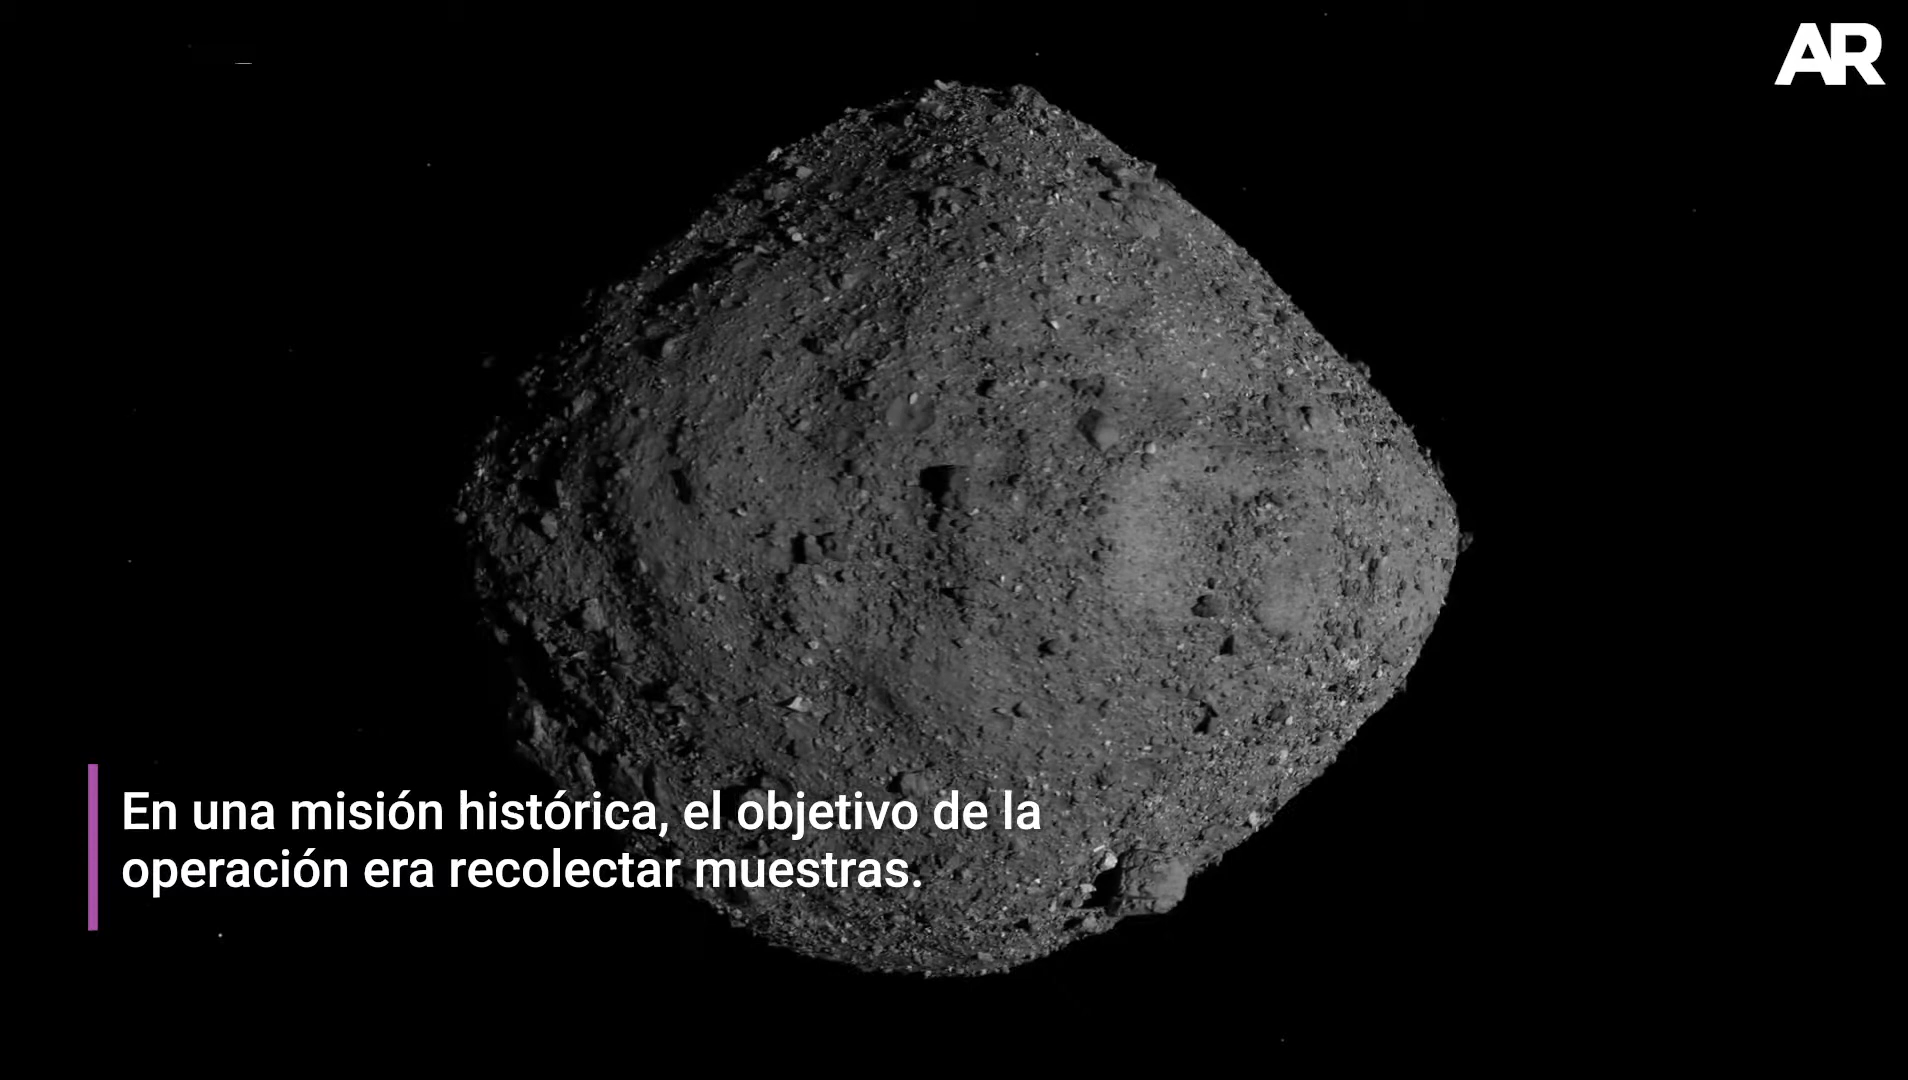 AR
En una misión histórica, el objetivo de la
operación era recolectar muestras.